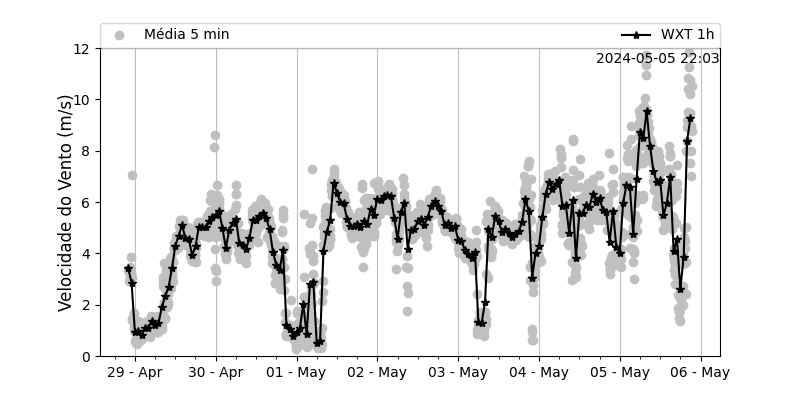 Média 5 min
WXT 1h
2024-05-05 22:03
Velocidade do Vento (m/s)
12
10
8
6
4
2
0
29 - Apr
30 - Apr
01 - May
02 - May
03 - May
04 - May
05 - May
06 - May